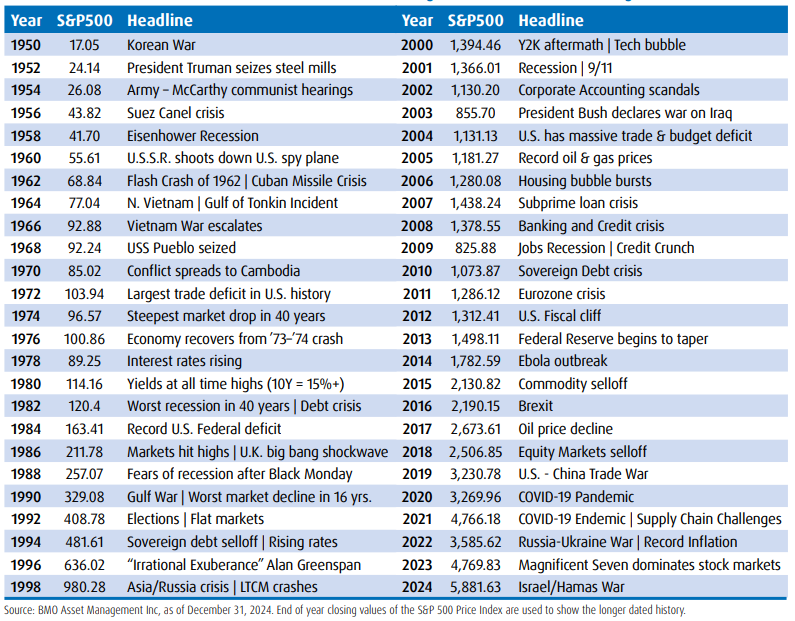 Year S&P500 Headline Year S&P500 Headline
1950 17.05 Korean War 2000 1,394.46 Y2K aftermath | Tech bubble
1952 24.14 President Truman seizes steel mills 2001 1,366.01 Recession | 9/11
1954 26.08 Army – McCarthy communist hearings 2002 1,130.20 Corporate Accounting scandals
1956 43.82 Suez Canel crisis 2003 855.70 President Bush declares war on Iraq
1958 41.70 Eisenhower Recession 2004 1,131.13 U.S. has massive trade & budget deficit
1960 55.61 U.S.S.R. shoots down U.S. spy plane 2005 1,181.27 Record oil & gas prices
1962 68.84 Flash Crash of 1962 | Cuban Missile Crisis 2006 1,280.08 Housing bubble bursts
1964 77.04 N. Vietnam | Gulf of Tonkin Incident 2007 1,438.24 Subprime loan crisis
1966 92.88 Vietnam War escalates 2008 1,378.55 Banking and Credit crisis
1968 92.24 USS Pueblo seized 2009 825.88 Jobs Recession | Credit Crunch
1970 85.02 Conflict spreads to Cambodia 2010 1,073.87 Sovereign Debt crisis
1972 103.94 Largest trade deficit in U.S. history 2011 1,286.12 Eurozone crisis
1974 96.57 Steepest market drop in 40 years 2012 1,312.41 U.S. Fiscal cliff
1976 100.86 Economy recovers from ’73–’74 crash 2013 1,498.11 Federal Reserve begins to taper
1978 89.25 Interest rates rising 2014 1,782.59 Ebola outbreak
1980 114.16 Yields at all time highs (10Y = 15%+) 2015 2,130.82 Commodity selloff
1982 120.4 Worst recession in 40 years | Debt crisis 2016 2,190.15 Brexit
1984 163.41 Record U.S. Federal deficit 2017 2,673.61 Oil price decline
1986 211.78 Markets hit highs | U.K. big bang shockwave 2018 2,506.85 Equity Markets selloff
1988 257.07 Fears of recession after Black Monday 2019 3,230.78 U.S. - China Trade War
1990 329.08 Gulf War | Worst market decline in 16 yrs. 2020 3,269.96 COVID-19 Pandemic
1992 408.78 Elections | Flat markets 2021 4,766.18 COVID-19 Endemic | Supply Chain Challenges
1994 481.61 Sovereign debt selloff | Rising rates 2022 3,585.62 Russia-Ukraine War | Record Inflation
1996 636.02 “Irrational Exuberance” Alan Greenspan 2023 4,769.83 Magnificent Seven dominates stock markets
1998 980.28 Asia/Russia crisis | LTCM crashes 2024 5,881.63 Israel/Hamas War
Source: BMO Asset Management Inc, as of December 31, 2024. End of year closing values of the S&P 500 Price Index are used to show the longer dated history.